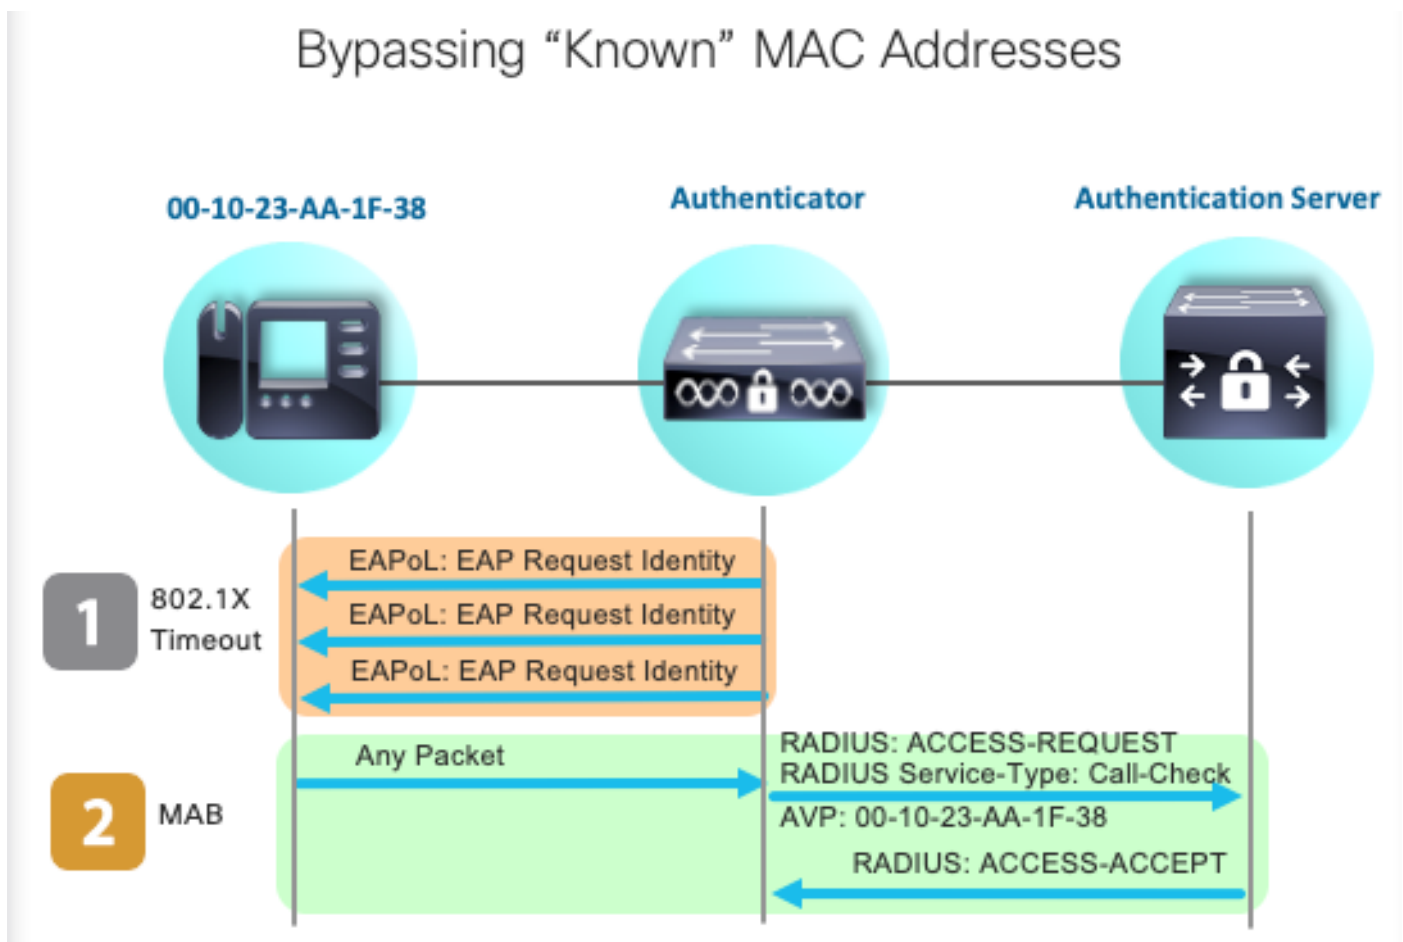 Bypassing “Known” MAC Addresses
00-10-23-AA-1F-38
Authenticator
Authentication Server
1
802.1X
Timeout
EAPoL: EAP Request Identity
EAPoL: EAP Request Identity
EAPoL: EAP Request Identity
2
MAB
Any Packet
RADIUS: ACCESS-REQUEST
RADIUS Service-Type: Call-Check
AVP: 00-10-23-AA-1F-38
RADIUS: ACCESS-ACCEPT